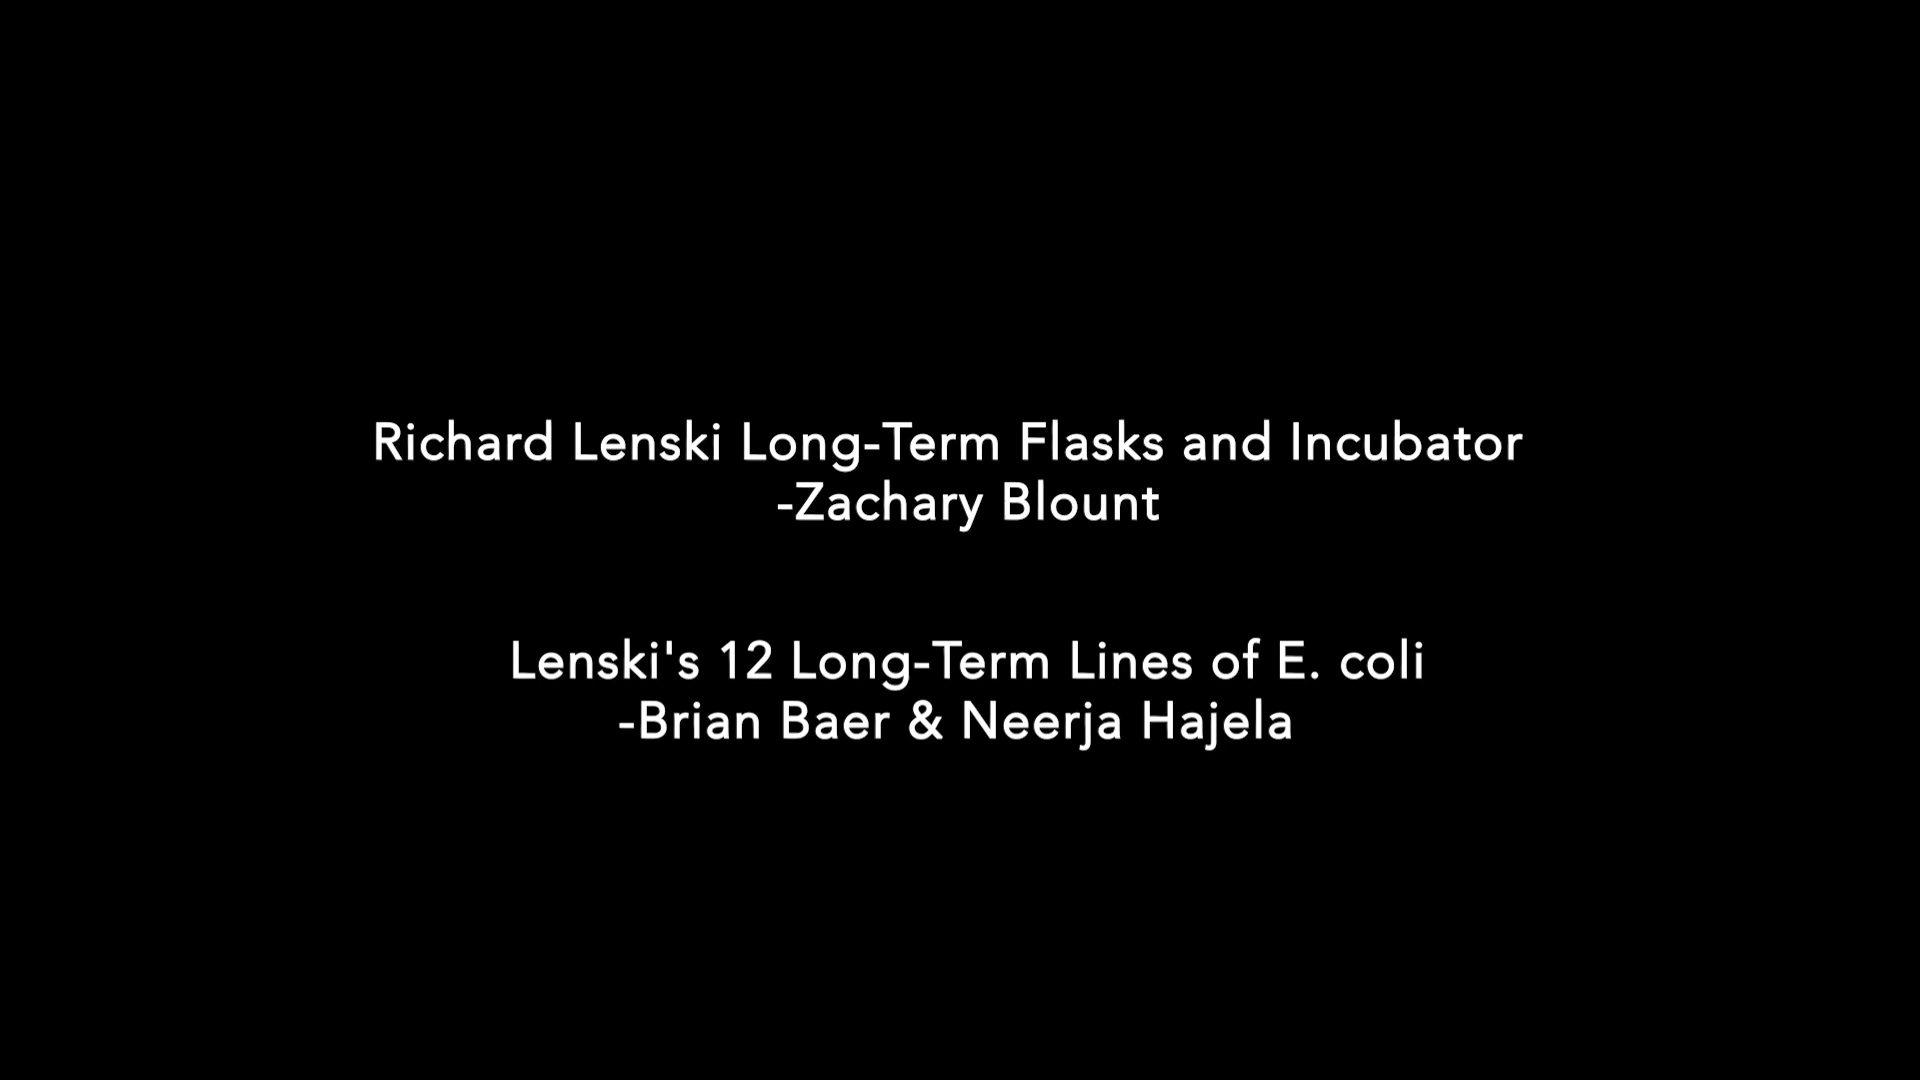 Richard Lenski Long-Term Flasks and Incubator
-Zachary Blount
Lenski's 12 Long-Term Lines of E. coli
-Brian Baer & Neerja Hajela